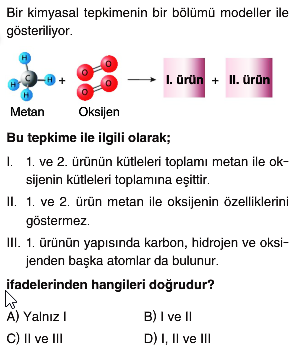 Bir kimyasal tepkimenin bir bölümü modeller ile
gösteriliyor.
H
H C H + O O O O → I. ürün + II. ürün
H
Metan Oksijen
Bu tepkime ile ilgili olarak;
I. 1. ve 2. ürünün kütleleri toplamı metan ile ok-
sijenin kütleleri toplamına eşittir.
II. 1. ve 2. ürün metan ile oksijenin özelliklerini
göstermez.
III. 1. ürünün yapısında karbon, hidrojen ve oksi-
jenden başka atomlar da bulunur.
ifadelerinden hangileri doğrudur?
A) Yalnız I B) I ve II
C) II ve III D) I, II ve III